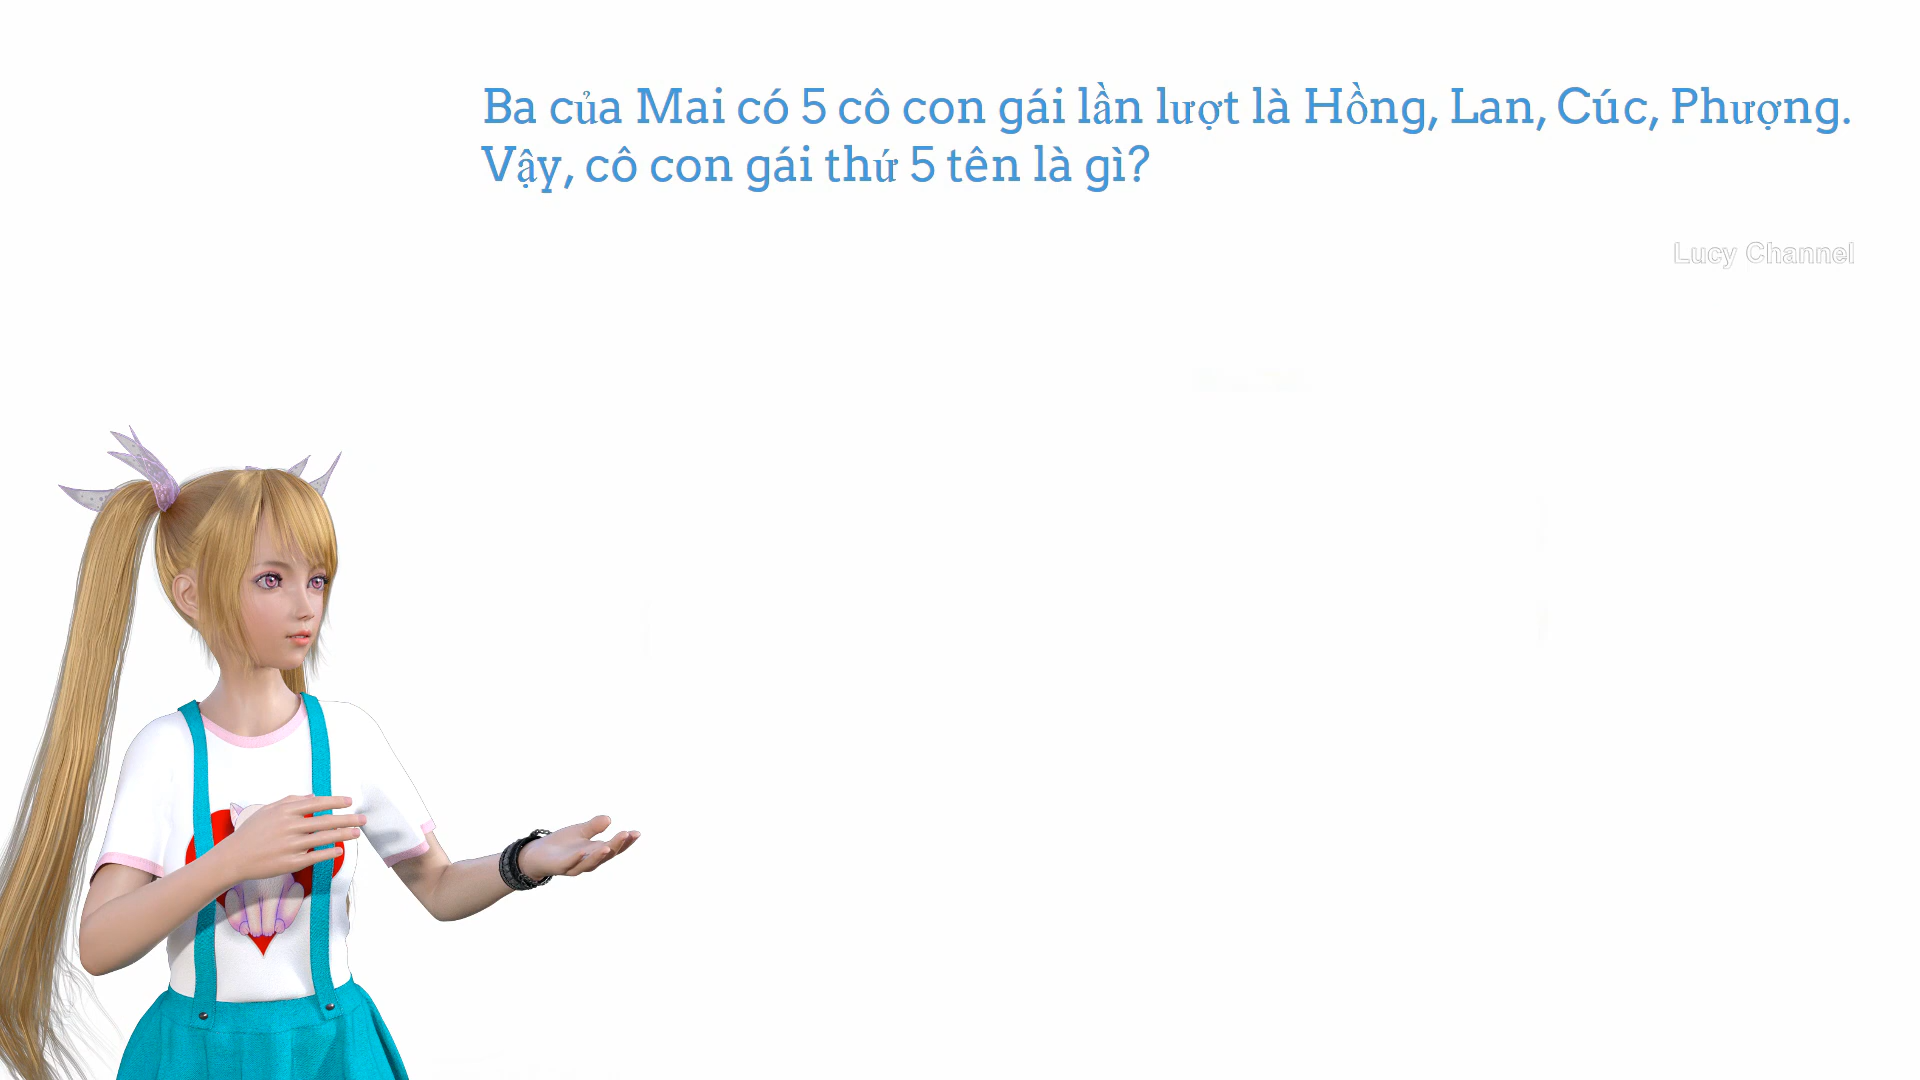 Ba của Mai có 5 cô con gái lần lượt là Hồng, Lan, Cúc, Phượng.
Vậy, cô con gái thứ 5 tên là gì?
Lucy Channel